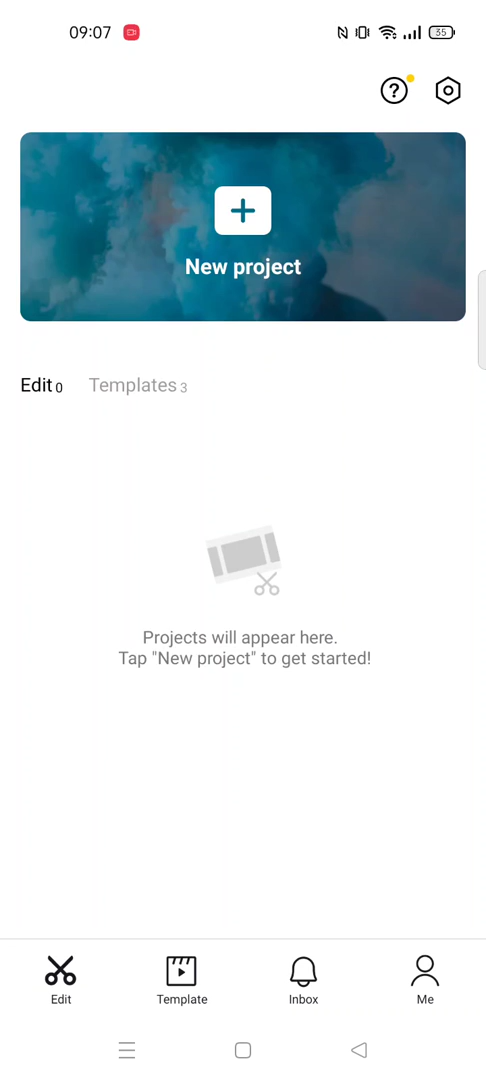 09:07
35
New project
Edit 0
Templates 3
Projects will appear here.
Tap "New project" to get started!
Edit
Template
Inbox
Me